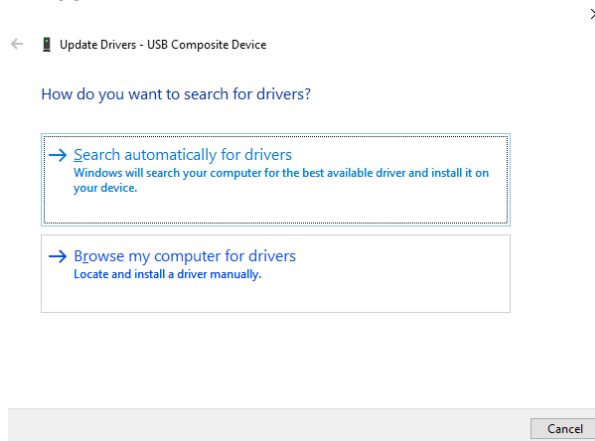 Update Drivers - USB Composite Device
How do you want to search for drivers?
Search automatically for drivers
Windows will search your computer for the best available driver and install it on
your device.
Browse my computer for drivers
Locate and install a driver manually.
Cancel